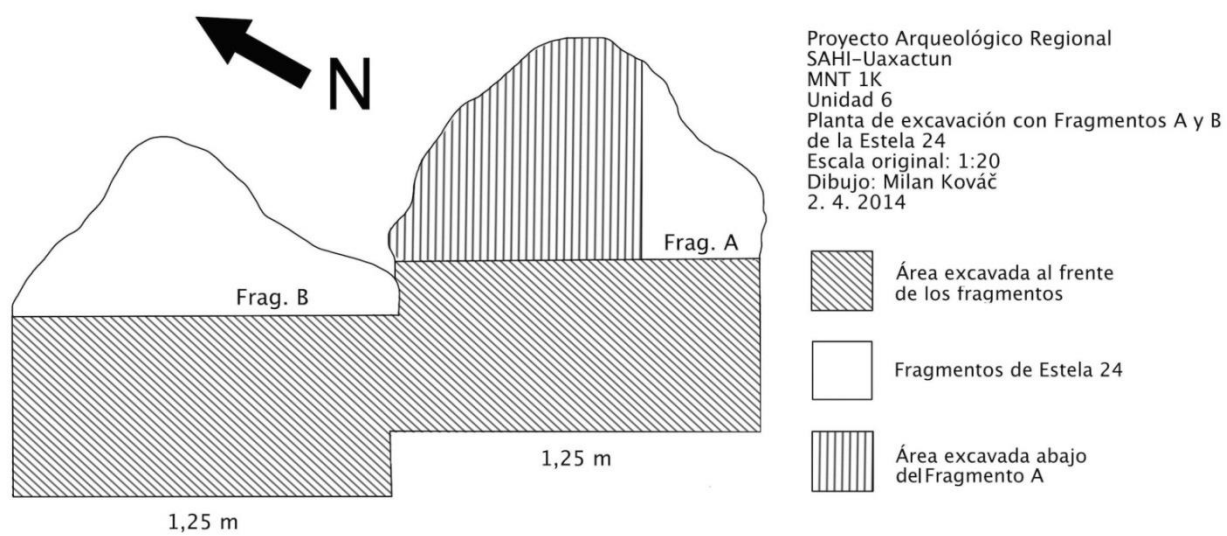 N
Proyecto Arqueológico Regional
SAHI-Uaxactun
MNT 1K
Unidad 6
Planta de excavación con Fragmentos A y B
de la Estela 24
Escala original: 1:20
Dibujo: Milan Kováč
2. 4. 2014
Frag. A
Frag. B
Área excavada al frente
de los fragmentos
Fragmentos de Estela 24
Área excavada abajo
del Fragmento A
1,25 m
1,25 m